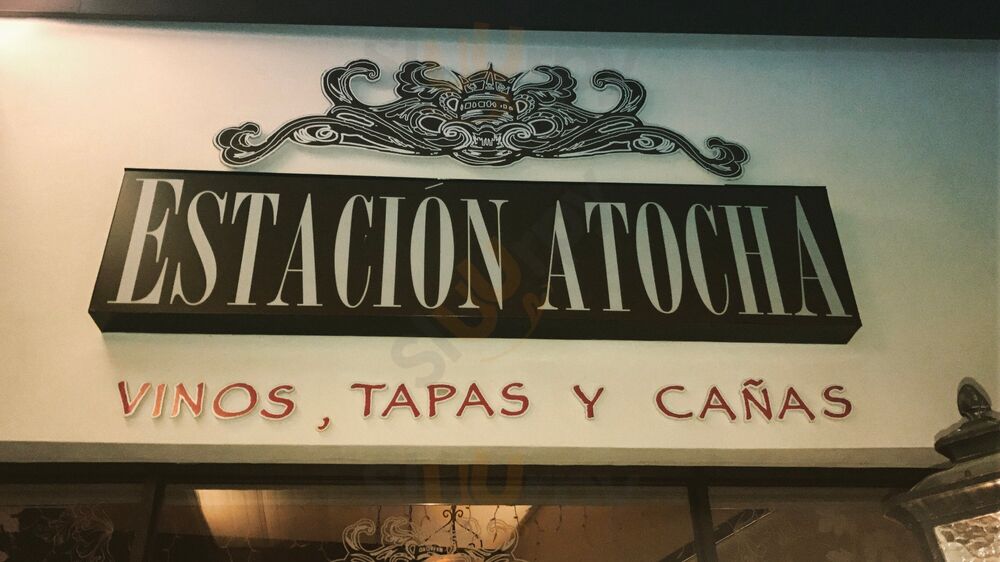 ESTACIÓN ATOCHA
VINOS, TAPAS Y CAÑAS